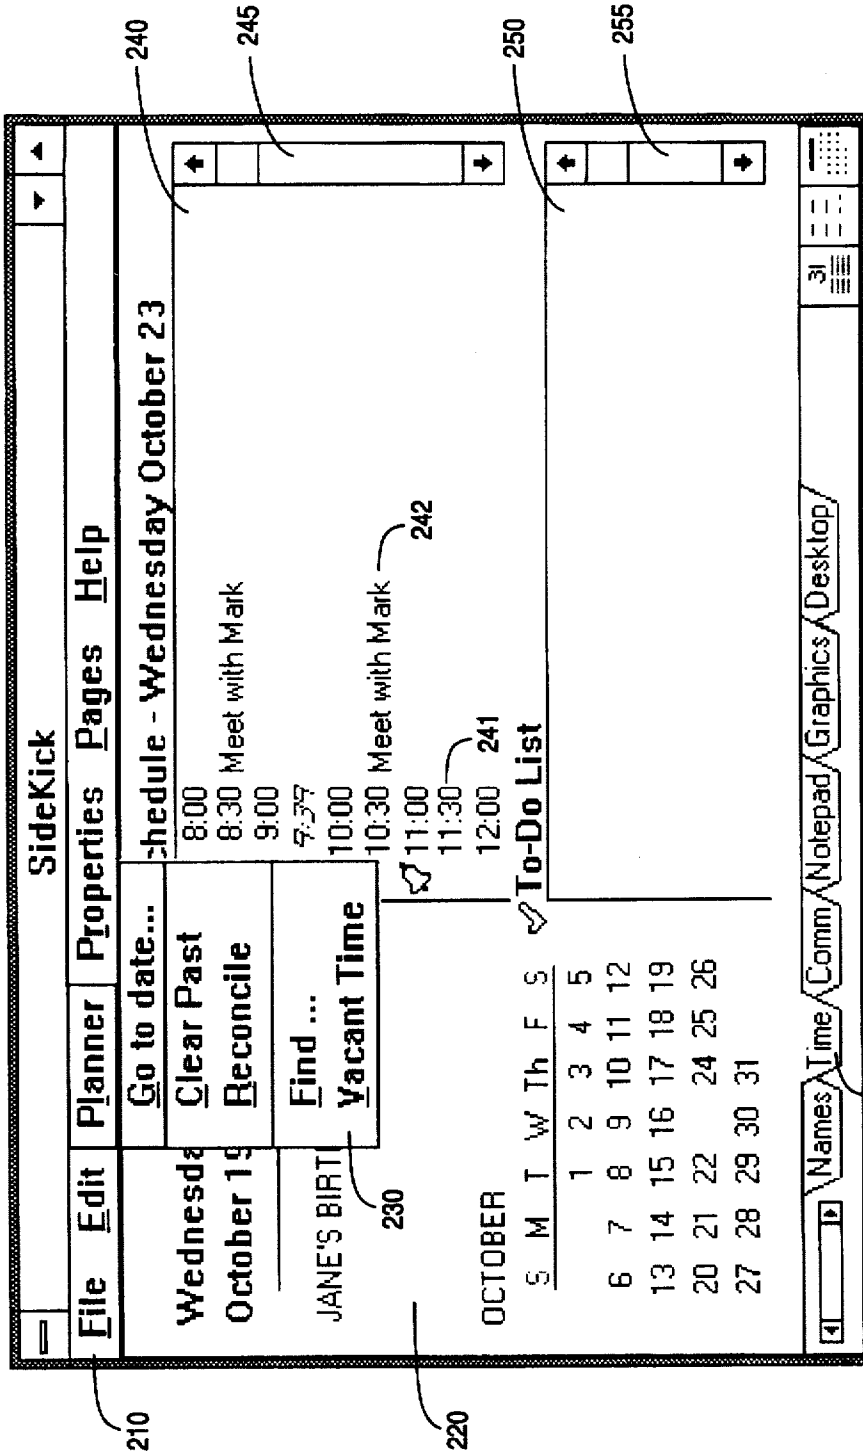 SideKick
File Edit Planner Properties Pages Help
Go to date...
Clear Past
Reconcile
Find ...
Vacant Time
Wednesda
October 19
JANE'S BIRT
chedule - Wednesday October 23
8:00
8:30 Meet with Mark
9:00
10:00
10:30 Meet with Mark
11:00
11:30
12:00
To-Do List
OCTOBER
S M T W Th F S
1 2 3 4 5
6 7 8 9 10 11 12
13 14 15 16 17 18 19
20 21 22 24 25 26
27 28 29 30 31
Names Time Comm Notepad Graphics Desktop
31
210
220
230
240
241
242
245
250
255